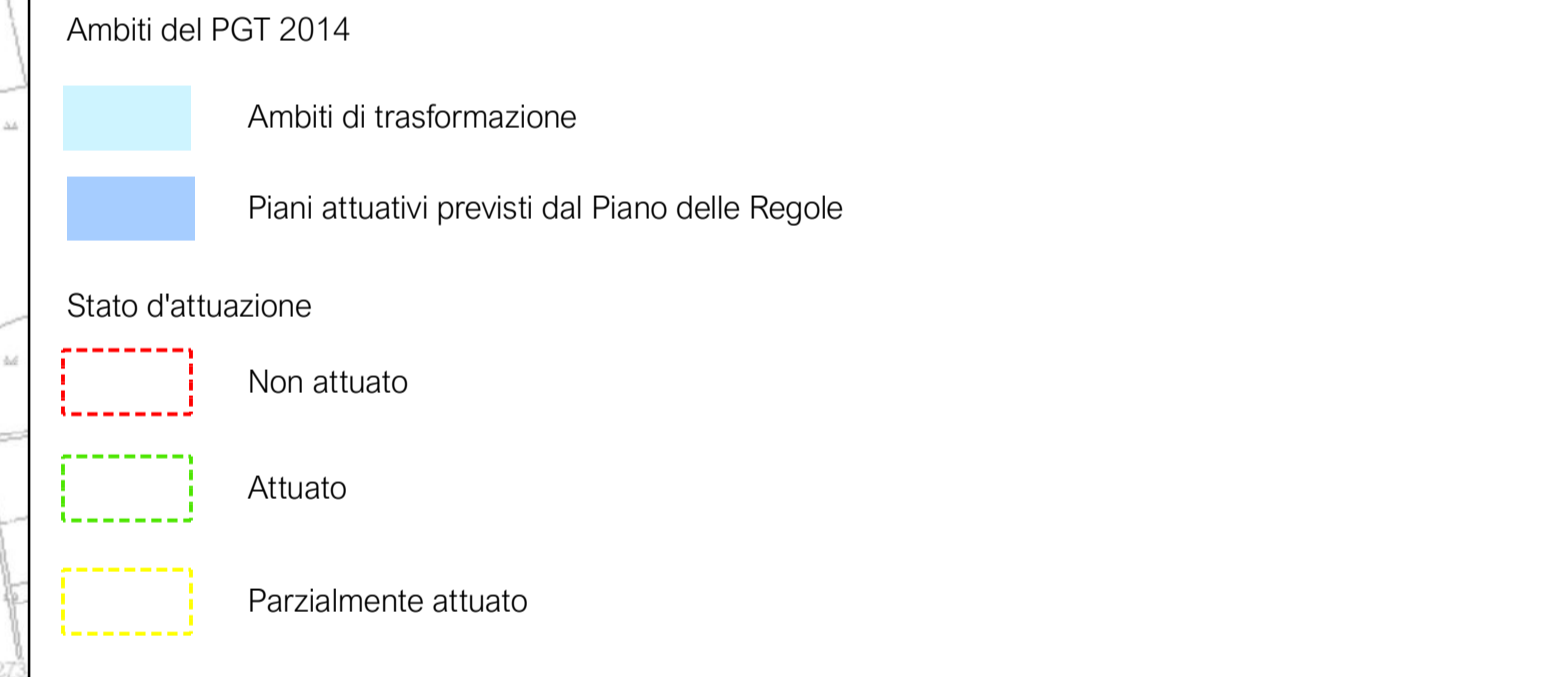 Ambiti del PGT 2014
Ambiti di trasformazione
Piani attuativi previsti dal Piano delle Regole
Stato d'attuazione
Non attuato
Attuato
Parzialmente attuato
273